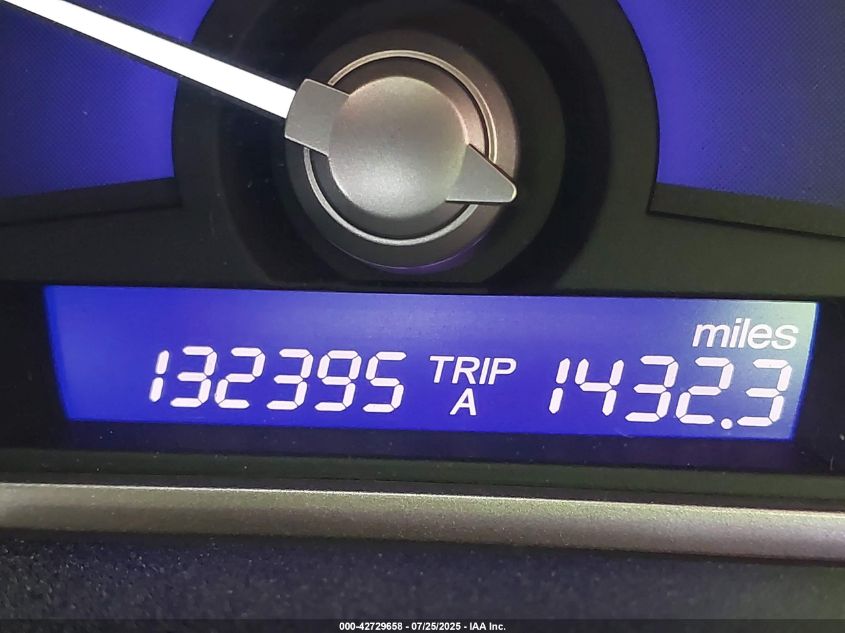 miles
132395 TRIP A 1432.3
000-42729658 - 07/25/2025 - IAA Inc.